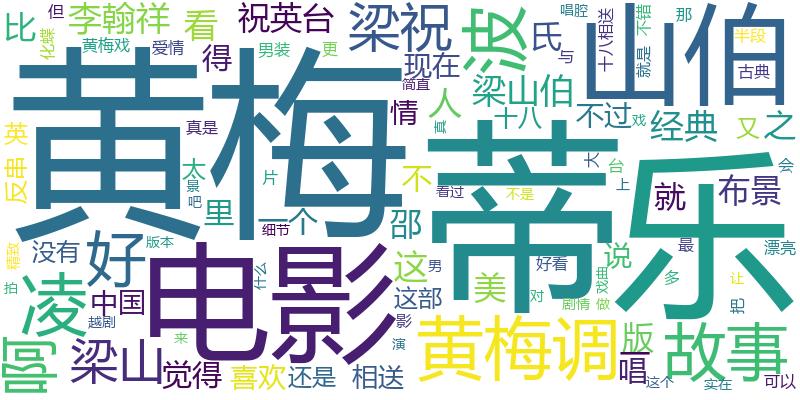 唱腔
但
李翰祥
看
祝英台
梁祝
波
氏
山伯
那
不错
半段
化蝶
比
黄梅戏
爱情
得
男装
更
现在
与
十八相送
就是
古典
黄梅
简直
情
人
梁山伯
不过
经典
又
之
反串
英
真是
真
十八
戏
太
不
蒂
乐
大
台
上
会
景
吧
里
片
一个
细节
邵
看过
不是
就
布景
精致
没有
好
版本
电影
什么
这
男
美
好看
戏曲
说
最
漂亮
多
拍
凌
中国
越剧
这部
影
对
剧情
做
让
把
啊
梁山
来
觉得
喜欢
还是
演
相送
黄梅调
版
唱
故事
这个
实在
可以